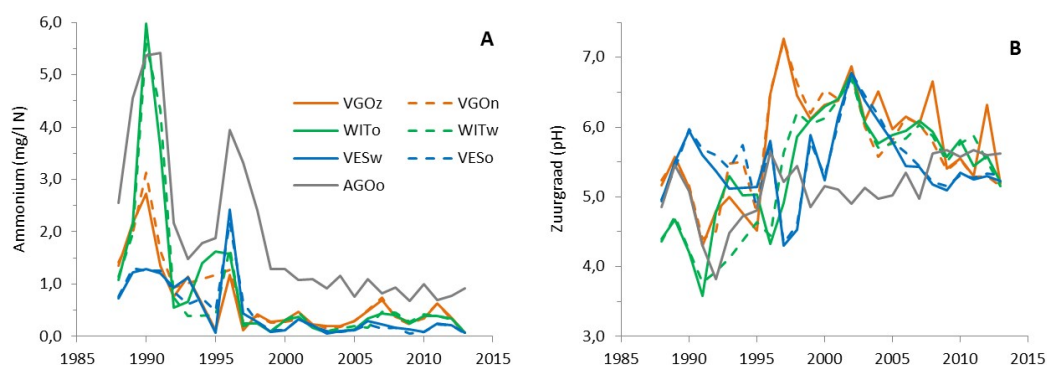 A
Ammonium (mg/l N)
6,0
5,0
4,0
3,0
2,0
1,0
0,0
1985 1990 1995 2000 2005 2010 2015
VGOz VGOn
WITo WITw
VESw VESo
AGOo
B
Zuurgraad (pH)
7,0
6,0
5,0
4,0
3,0
1985 1990 1995 2000 2005 2010 2015